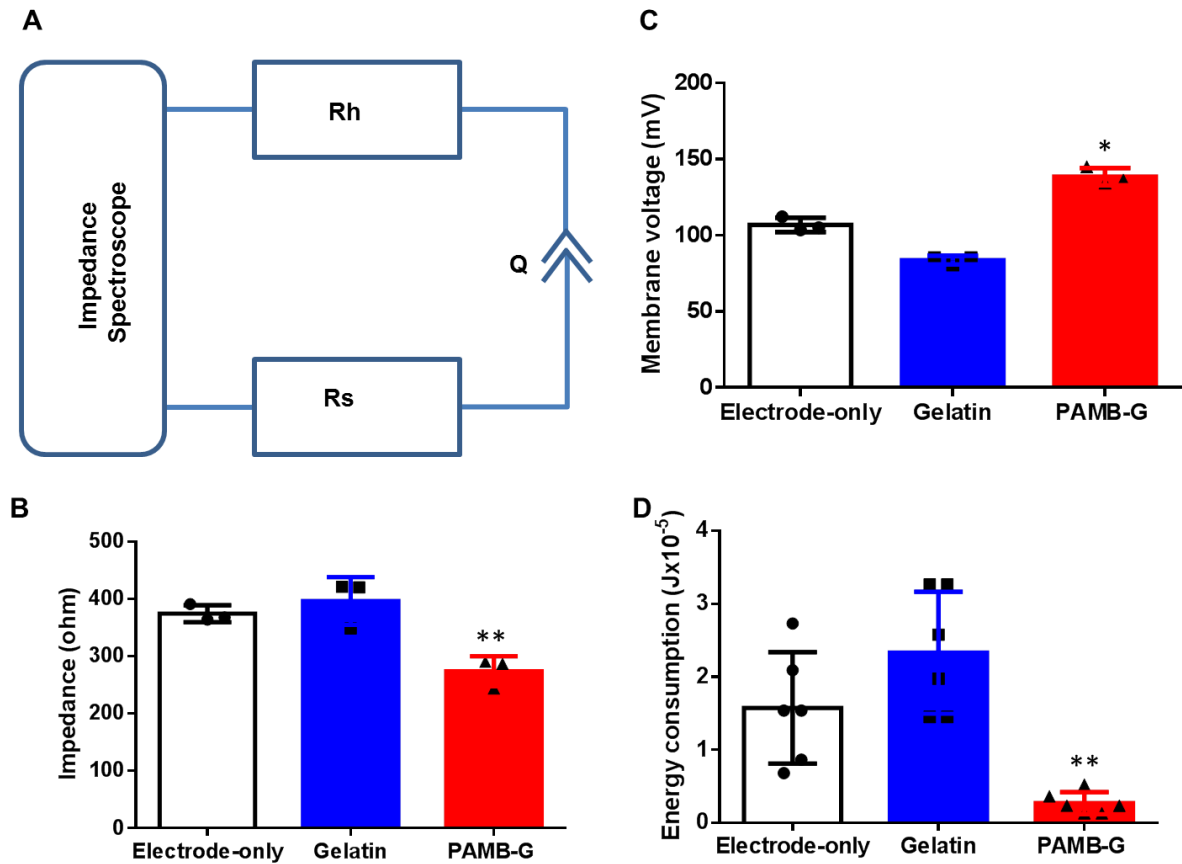 A
Impedance
Spectroscope
Rh
Q
Rs
B
Impedance (ohm)
500
400
300
200
100
0
**
Electrode-only Gelatin PAMB-G
C
Membrane voltage (mV)
200
150
100
50
0
*
Electrode-only Gelatin PAMB-G
D
Energy consumption (Jx10⁻⁵)
4
3
2
1
0
**
Electrode-only Gelatin PAMB-G